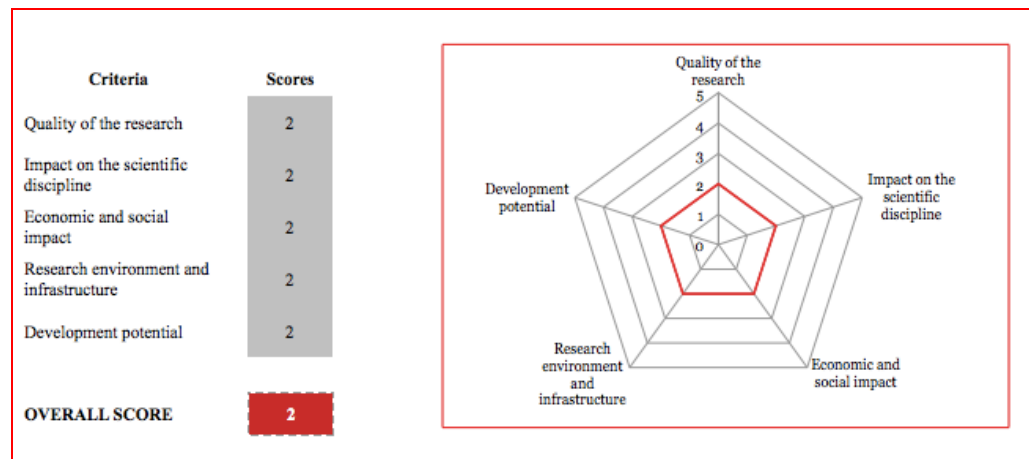 Criteria Scores
Quality of the research 2
Impact on the scientific
discipline
2
Economic and social
impact
2
Research environment and
infrastructure
2
Development potential 2
OVERALL SCORE 2
Quality of the
research
5
4
3
2
1
0
Impact on the
scientific
discipline
Economic and
social impact
Research
environment
and
infrastructure
Development
potential